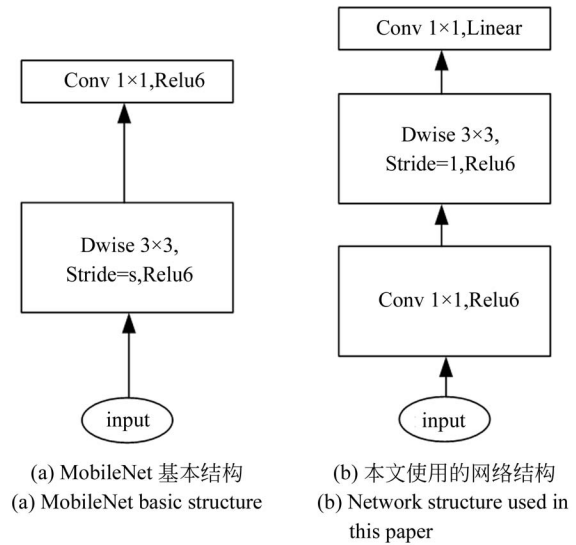 Conv 1×1,Relu6
Dwise 3×3,
Stride=s,Relu6
input
(a) MobileNet 基本结构
(a) MobileNet basic structure
Conv 1×1,Linear
Dwise 3×3,
Stride=1,Relu6
Conv 1×1,Relu6
input
(b) 本文使用的网络结构
(b) Network structure used in
this paper